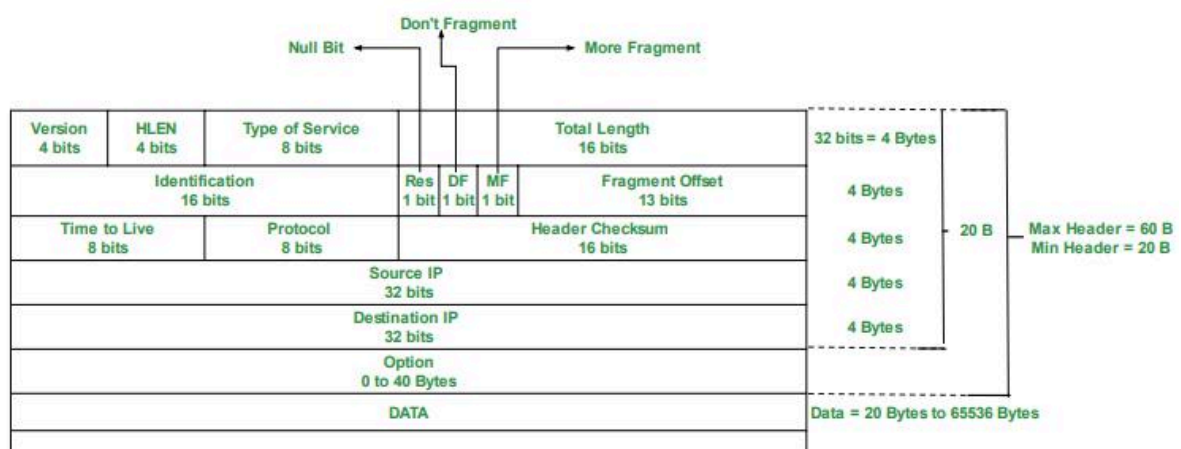 Don't Fragment
Null Bit
More Fragment
Version
4 bits
HLEN
4 bits
Type of Service
8 bits
Total Length
16 bits
32 bits = 4 Bytes
Identification
16 bits
Res
1 bit
DF
1 bit
MF
1 bit
Fragment Offset
13 bits
4 Bytes
Time to Live
8 bits
Protocol
8 bits
Header Checksum
16 bits
4 Bytes
20 B
Max Header = 60 B
Min Header = 20 B
Source IP
32 bits
4 Bytes
Destination IP
32 bits
4 Bytes
Option
0 to 40 Bytes
DATA
Data = 20 Bytes to 65536 Bytes